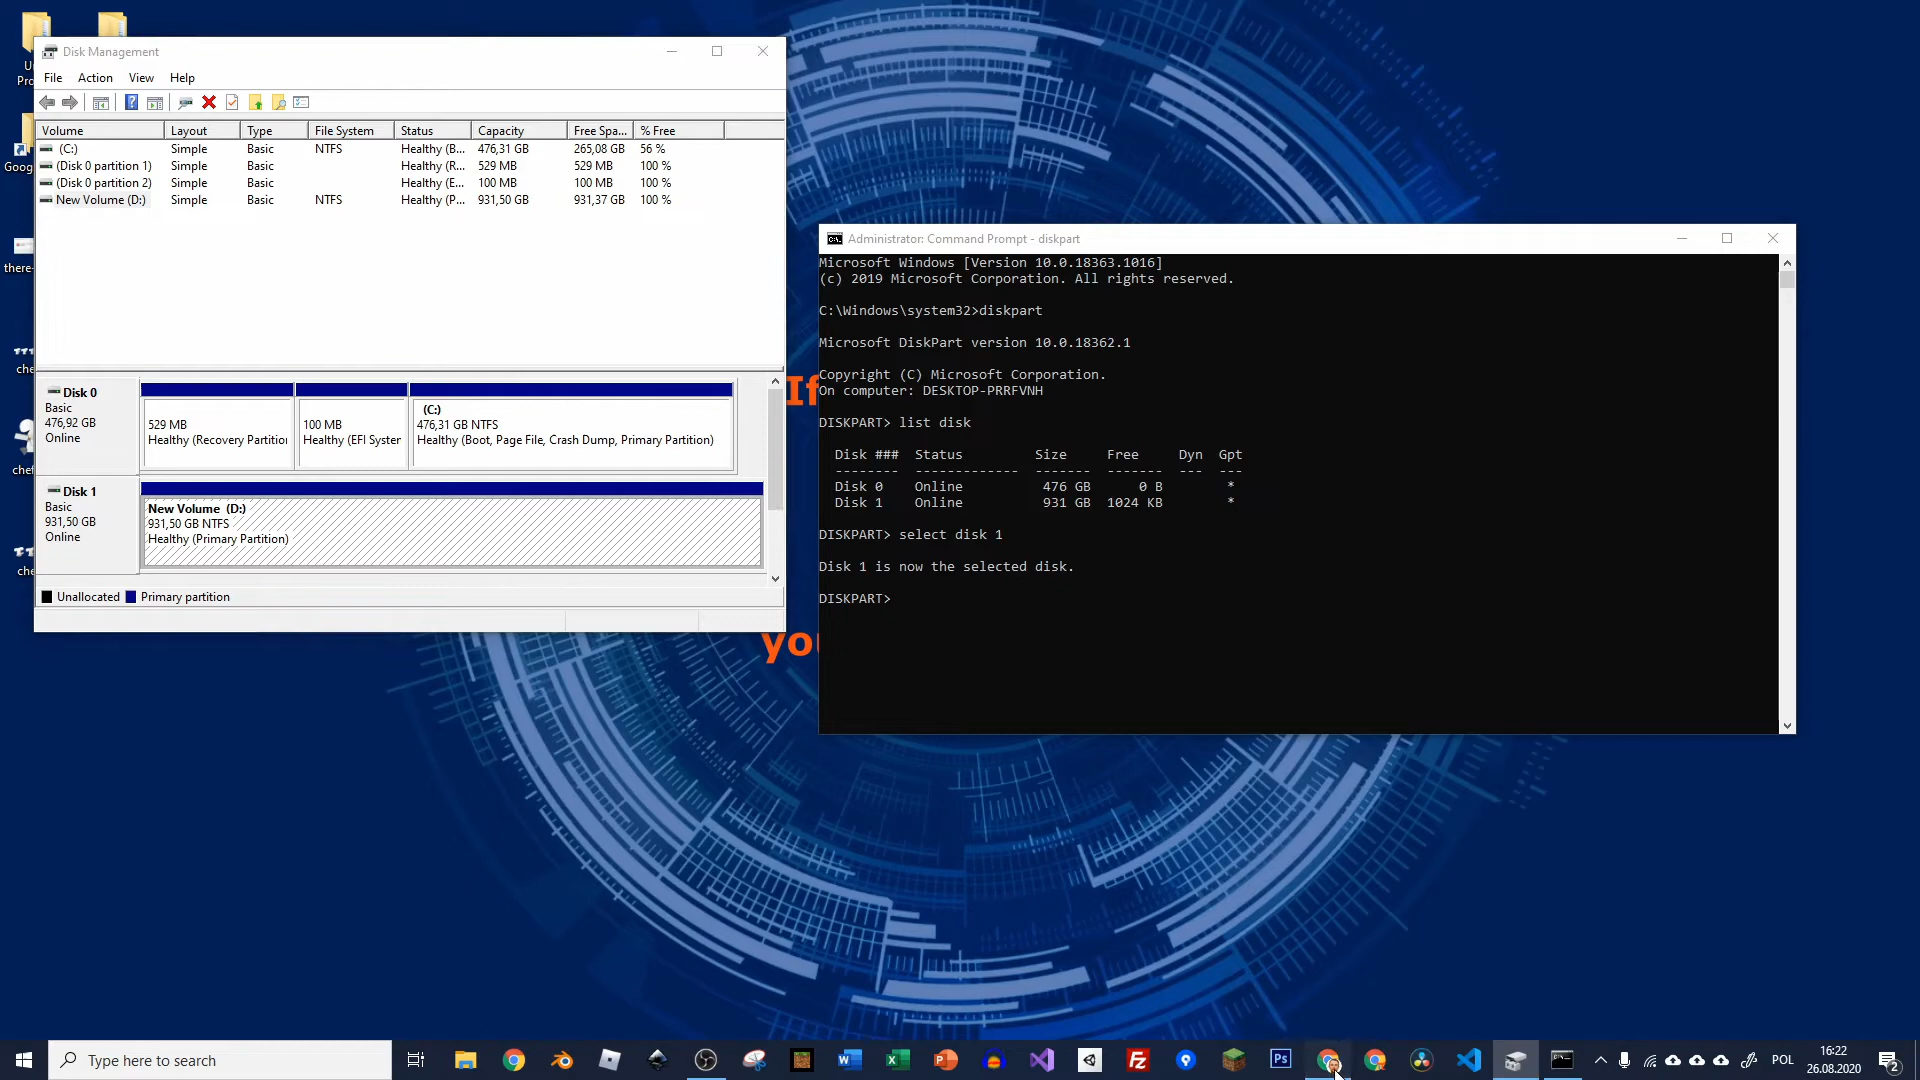 Disk Management
File Action View Help
Volume Layout Type File System Status Capacity Free Spa... % Free
(C:) Simple Basic NTFS Healthy (B... 476,31 GB 265,08 GB 56 %
(Disk 0 partition 1) Simple Basic Healthy (R... 529 MB 529 MB 100 %
(Disk 0 partition 2) Simple Basic Healthy (E... 100 MB 100 MB 100 %
New Volume (D:) Simple Basic NTFS Healthy (P... 931,50 GB 931,37 GB 100 %
Disk 0
Basic
476,92 GB
Online
529 MB
Healthy (Recovery Partitior
100 MB
Healthy (EFI Syster
(C:)
476,31 GB NTFS
Healthy (Boot, Page File, Crash Dump, Primary Partition)
Disk 1
Basic
931,50 GB
Online
New Volume (D:)
931,50 GB NTFS
Healthy (Primary Partition)
Unallocated Primary partition
Goog
there-
If
you
Administrator: Command Prompt - diskpart
Microsoft Windows [Version 10.0.18363.1016]
(c) 2019 Microsoft Corporation. All rights reserved.
C:\Windows\system32>diskpart
Microsoft DiskPart version 10.0.18362.1
Copyright (C) Microsoft Corporation.
On computer: DESKTOP-PRRFVNH
DISKPART> list disk
Disk ### Status Size Free Dyn Gpt
-------- ------------- ------- ------- --- ---
Disk 0 Online 476 GB 0 B *
Disk 1 Online 931 GB 1024 KB *
DISKPART> select disk 1
Disk 1 is now the selected disk.
DISKPART>
Type here to search
POL
16:22
26.08.2020
2